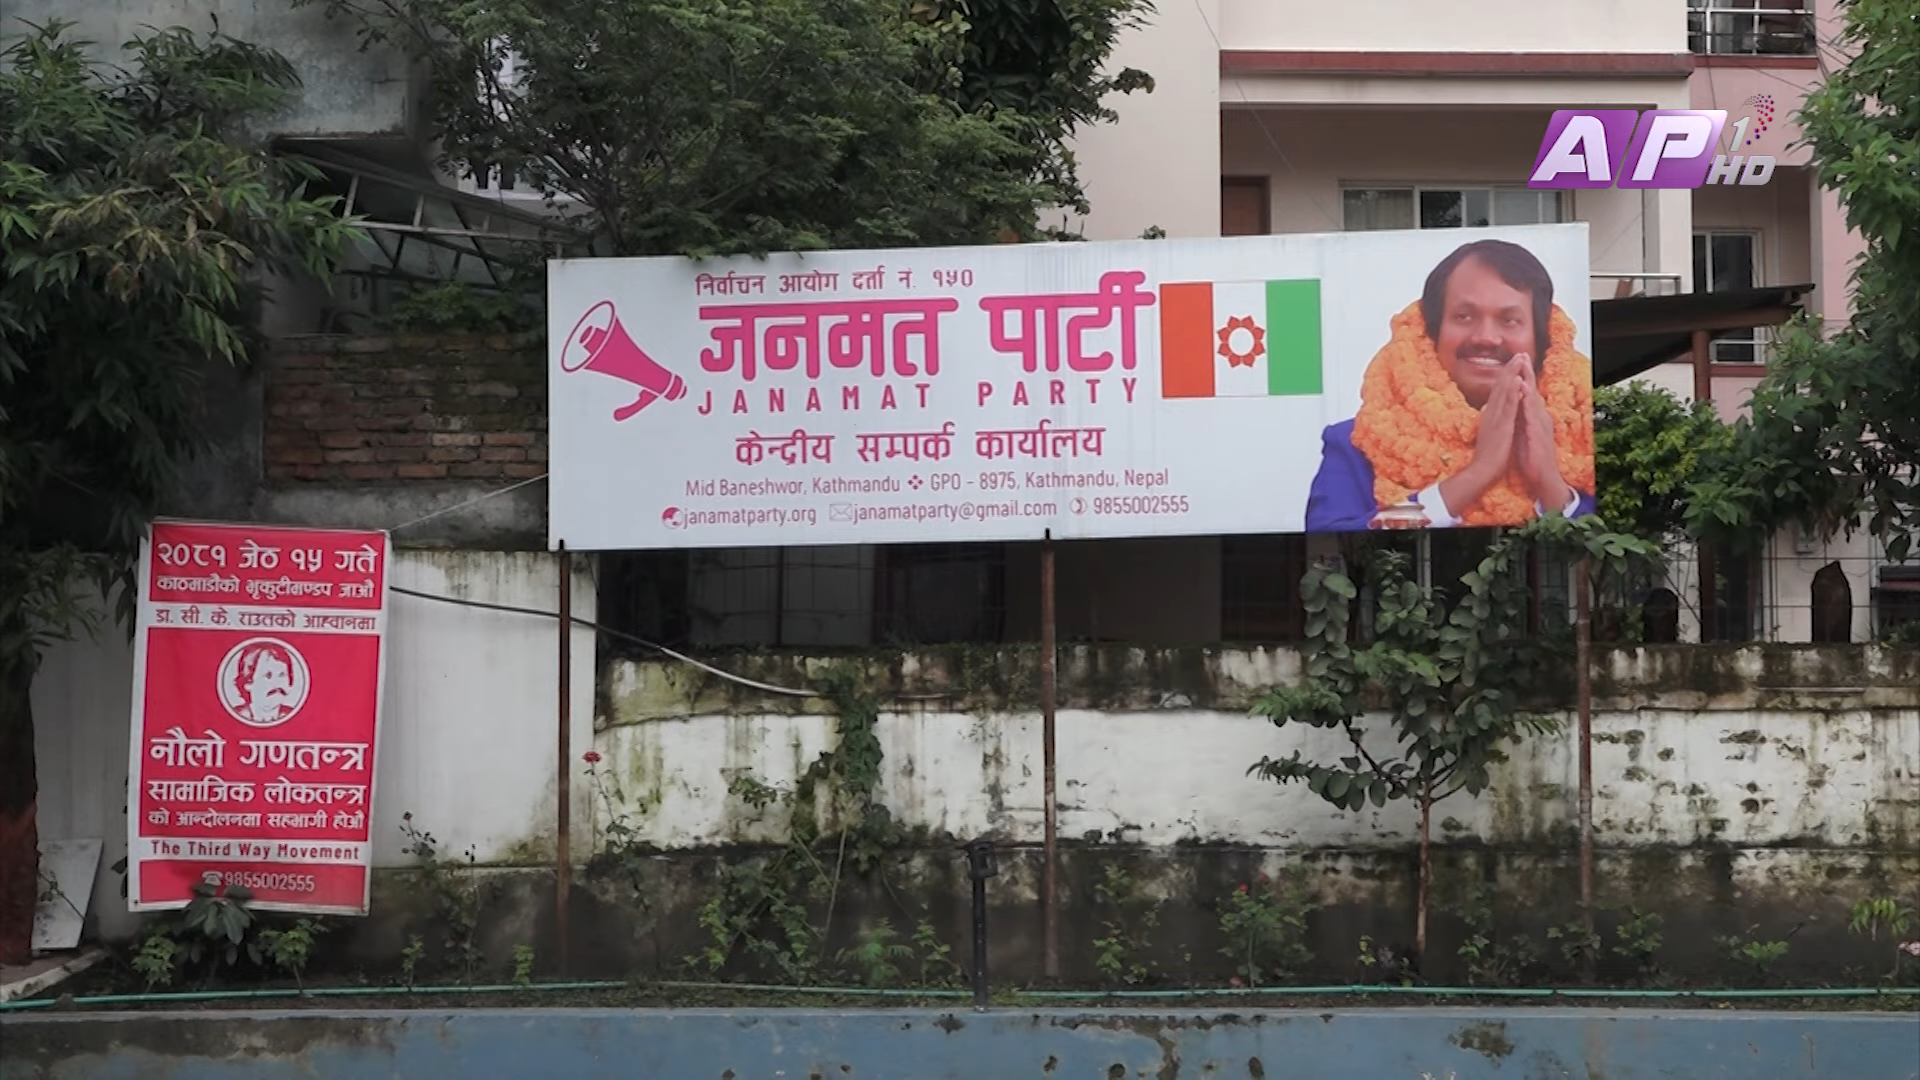 AP1 HD
निर्वाचन आयोग दर्ता नं. १५०
जनमत पार्टी
JANAMAT PARTY
केन्द्रीय सम्पर्क कार्यालय
Mid Baneshwor, Kathmandu ❖ GPO - 8975, Kathmandu, Nepal
janamatparty.org janamatparty@gmail.com 9855002555
२०८१ जेठ १५ गते
काठमाडौंको भृकुटीमण्डप जाऔं
डा. सी. के. राउतको आह्वानमा
नौलो गणतन्त्र
सामाजिक लोकतन्त्र
को आन्दोलनमा सहभागी होऔं
The Third Way Movement
9855002555